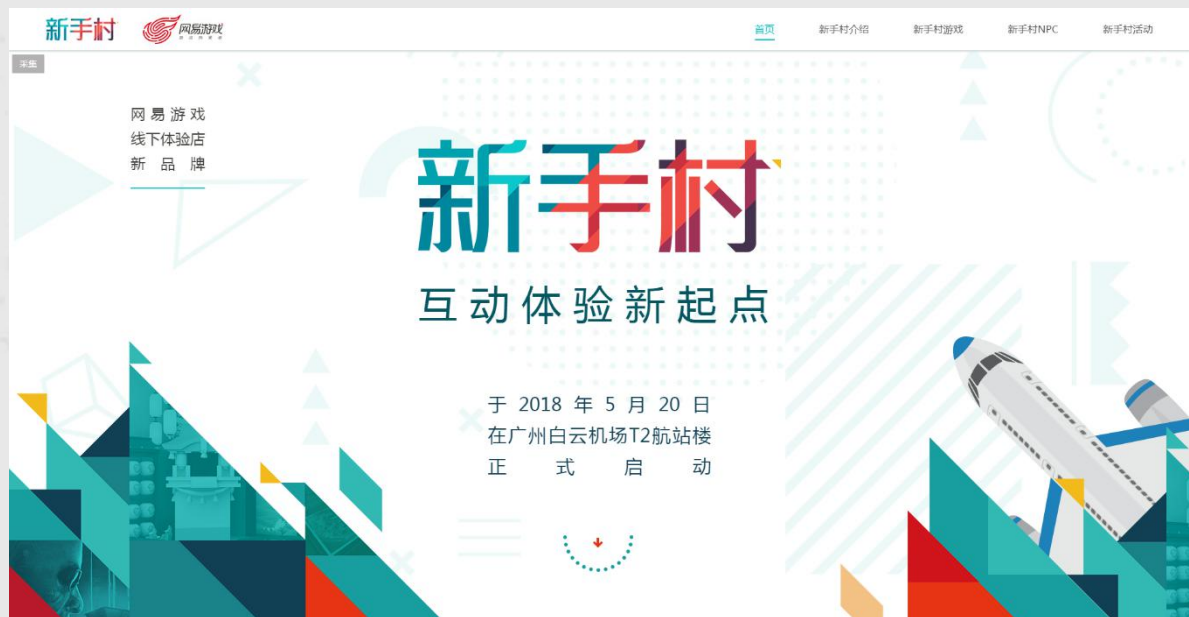 新手村 网易游戏
首页 新手村介绍 新手村游戏 新手村NPC 新手村活动
采集
网易游戏
线下体验店
新品牌
新手村
互动体验新起点
于 2018 年 5 月 20 日
在广州白云机场T2航站楼
正式启动